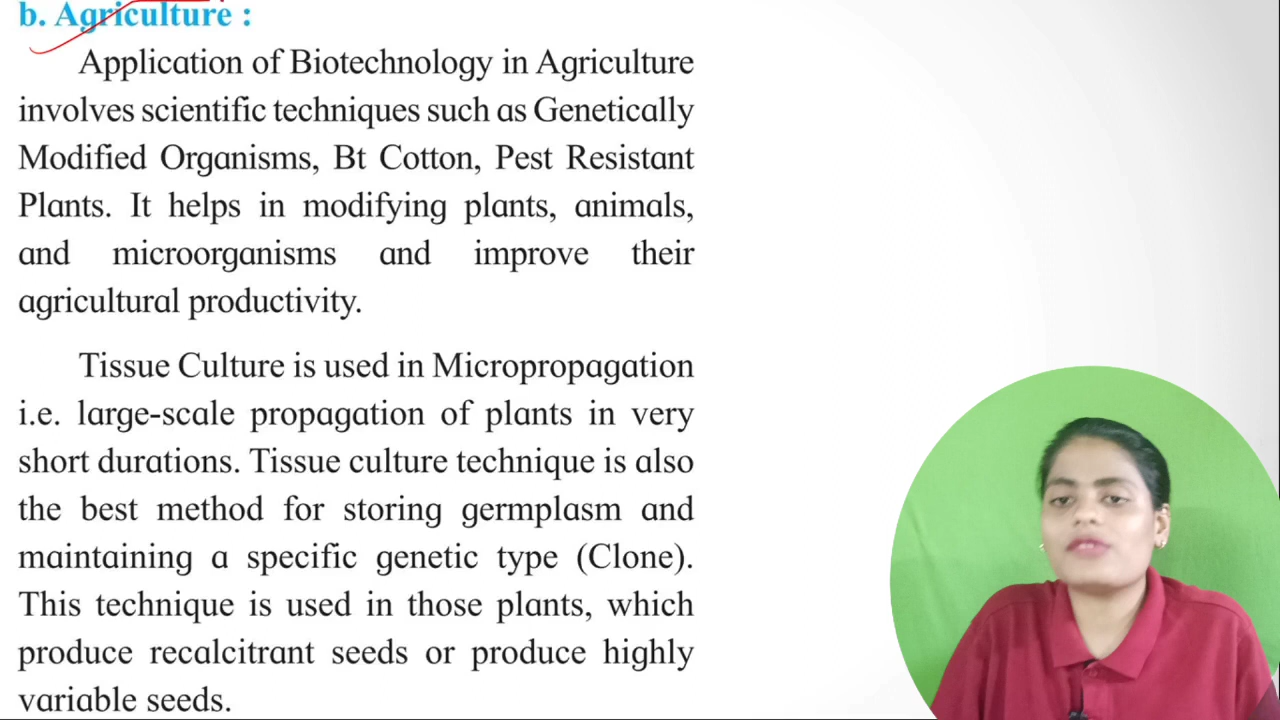 b. Agriculture :
Application of Biotechnology in Agriculture
involves scientific techniques such as Genetically
Modified Organisms, Bt Cotton, Pest Resistant
Plants. It helps in modifying plants, animals,
and microorganisms and improve their
agricultural productivity.
Tissue Culture is used in Micropropagation
i.e. large-scale propagation of plants in very
short durations. Tissue culture technique is also
the best method for storing germplasm and
maintaining a specific genetic type (Clone).
This technique is used in those plants, which
produce recalcitrant seeds or produce highly
variable seeds.